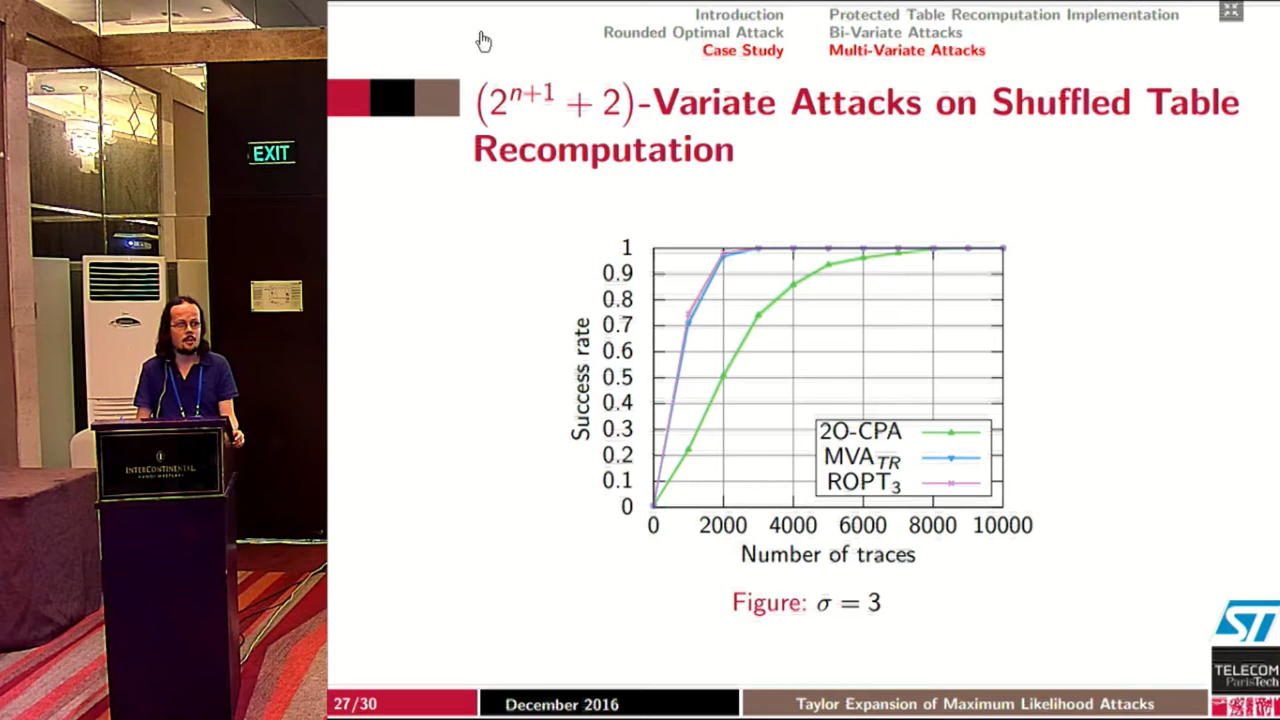 EXIT
INTERCONTINENTAL
Introduction
Rounded Optimal Attack
Case Study
Protected Table Recomputation Implementation
Bi-Variate Attacks
Multi-Variate Attacks
(2^{n+1} + 2)-Variate Attacks on Shuffled Table
Recomputation
Success rate
1
0.9
0.8
0.7
0.6
0.5
0.4
0.3
0.2
0.1
0
2O-CPA
MVA_{TR}
ROPT_3
0 2000 4000 6000 8000 10000
Number of traces
Figure: σ = 3
ST
TELECOM
ParisTech
27/30
December 2016
Taylor Expansion of Maximum Likelihood Attacks